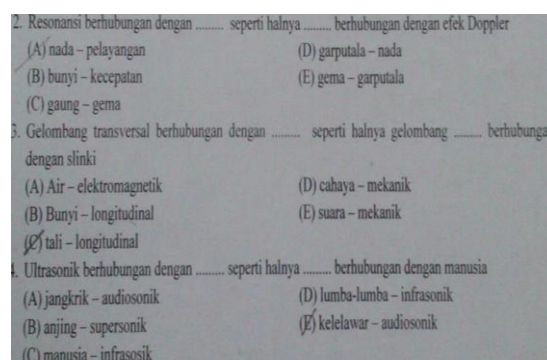 2. Resonansi berhubungan dengan ........ seperti halnya ........ berhubungan dengan efek Doppler
(A) nada – pelayangan
(D) garputala – nada
(B) bunyi – kecepatan
(E) gema – garputala
(C) gaung – gema
3. Gelombang transversal berhubungan dengan ........ seperti halnya gelombang ........ berhubunga
dengan slinki
(A) Air – elektromagnetik
(D) cahaya – mekanik
(B) Bunyi – longitudinal
(E) suara – mekanik
(C) tali – longitudinal
4. Ultrasonik berhubungan dengan ........ seperti halnya ........ berhubungan dengan manusia
(A) jangkrik – audiosonik
(D) lumba-lumba – infrasonik
(B) anjing – supersonik
(E) kelelawar – audiosonik
(C) manusia – infrasosik